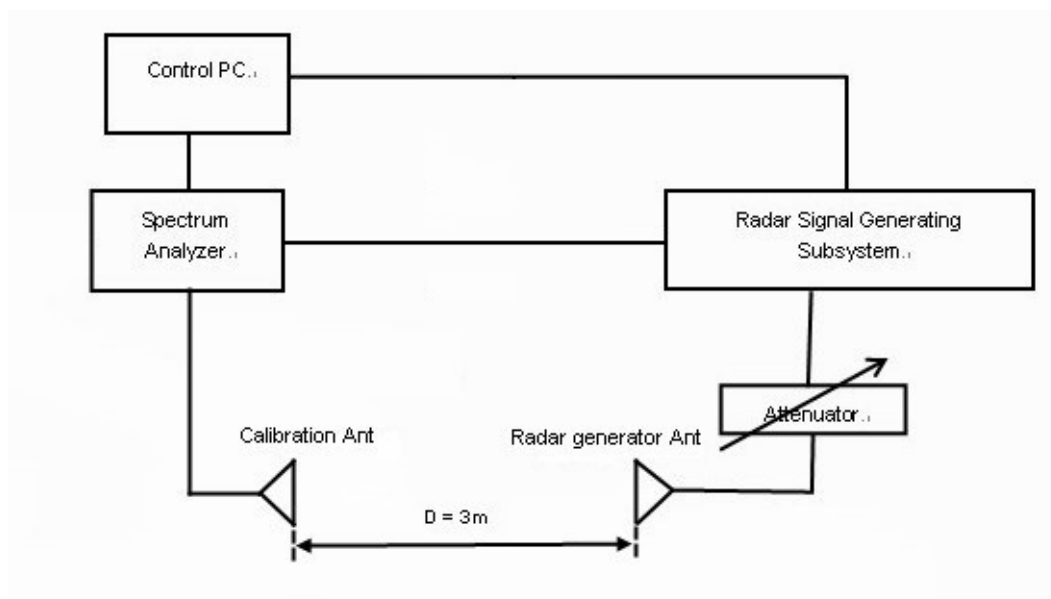 Control PC
Spectrum
Analyzer
Radar Signal Generating
Subsystem
Attenuator
Calibration Ant
Radar generator Ant
D = 3m